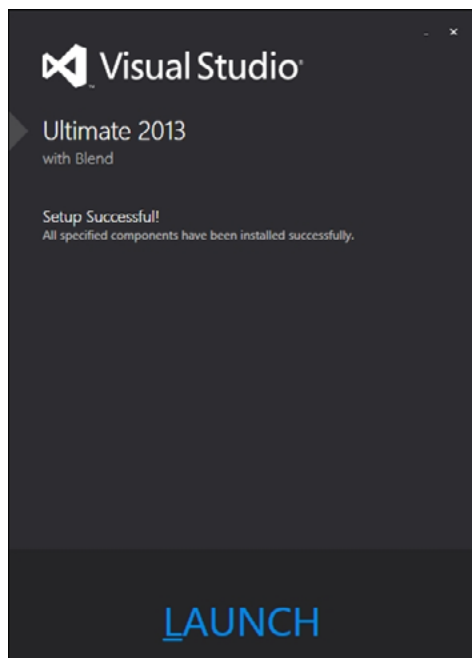 Visual Studio
Ultimate 2013
with Blend
Setup Successful!
All specified components have been installed successfully.
LAUNCH